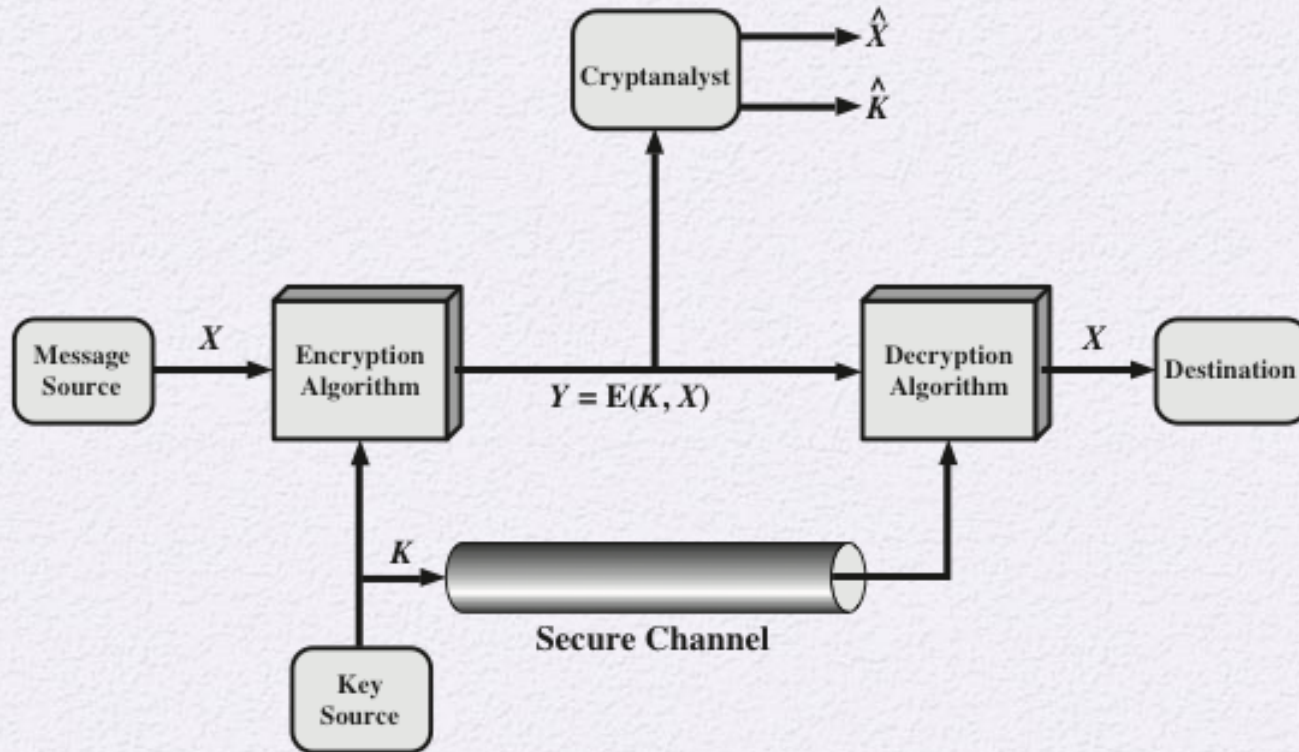 X̂
Cryptanalyst
K̂
Message
Source
X
Encryption
Algorithm
Y = E(K, X)
Decryption
Algorithm
X
Destination
K
Secure Channel
Key
Source